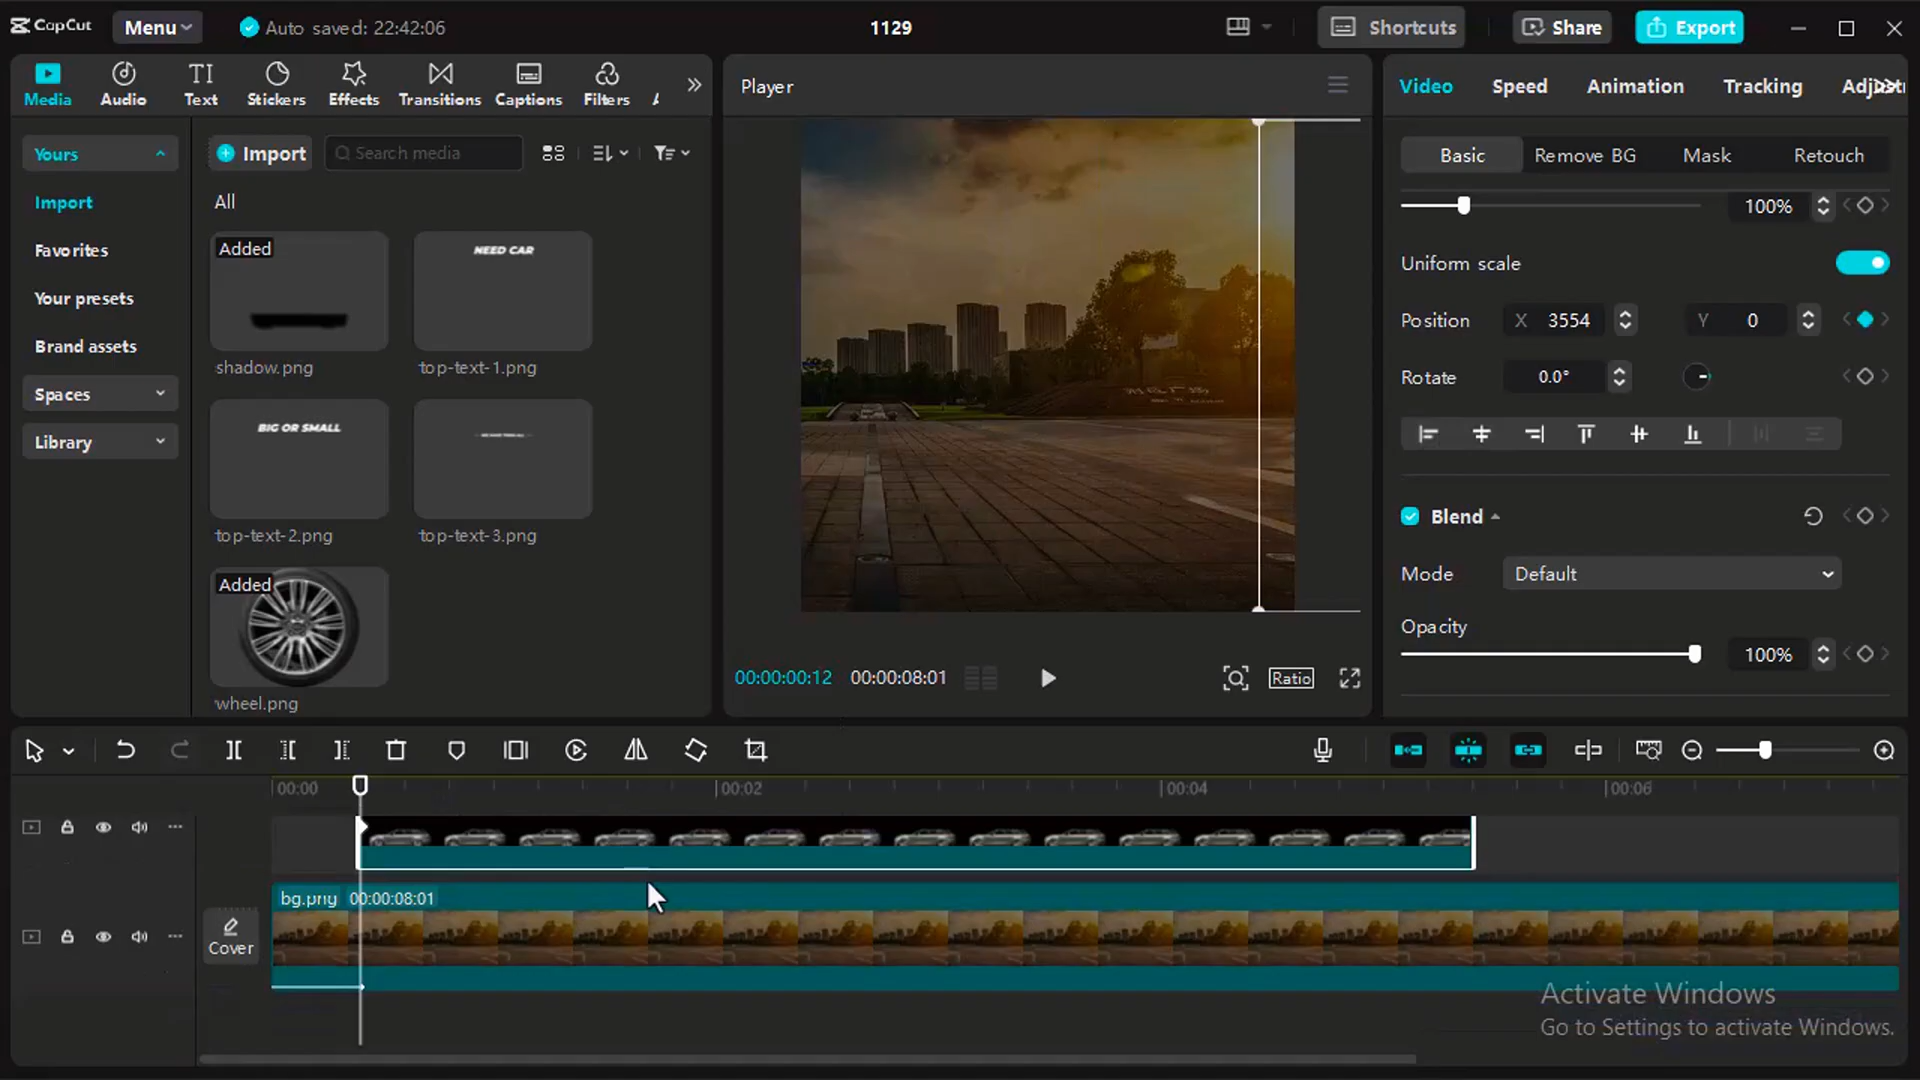 CapCut
Menu
Auto saved: 22:42:06
1129
Shortcuts
Share
Export
Media
Audio
Text
Stickers
Effects
Transitions
Captions
Filters
Player
Video
Speed
Animation
Tracking
Yours
Import
Favorites
Your presets
Brand assets
Spaces
Library
Import
Search media
All
Added
shadow.png
NEED CAR
top-text-1.png
BIG OR SMALL
top-text-2.png
top-text-3.png
Added
wheel.png
00:00:00:12
00:00:08:01
Ratio
Basic
Remove BG
Mask
Retouch
100%
Uniform scale
Position
X 3554
Y 0
Rotate
0.0°
Blend
Mode
Default
Opacity
100%
00:00
00:02
00:04
00:06
Cover
bg.png 00:00:08:01
Activate Windows
Go to Settings to activate Windows.